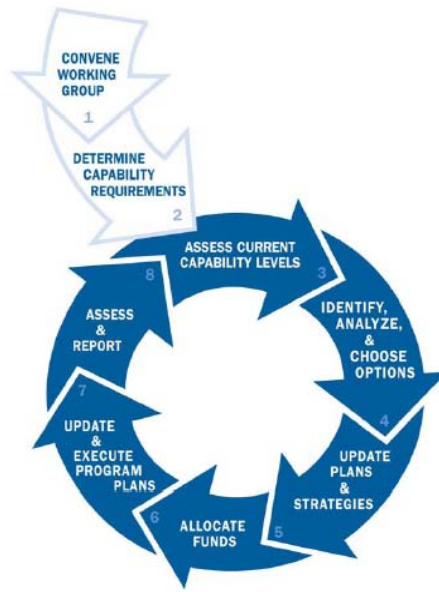 CONVENE
WORKING
GROUP
1
DETERMINE
CAPABILITY
REQUIREMENTS
2
ASSESS CURRENT
CAPABILITY LEVELS
3
IDENTIFY,
ANALYZE,
&
CHOOSE
OPTIONS
4
UPDATE
PLANS
&
STRATEGIES
5
ALLOCATE
FUNDS
6
UPDATE
&
EXECUTE
PROGRAM
PLANS
7
ASSESS
&
REPORT
8